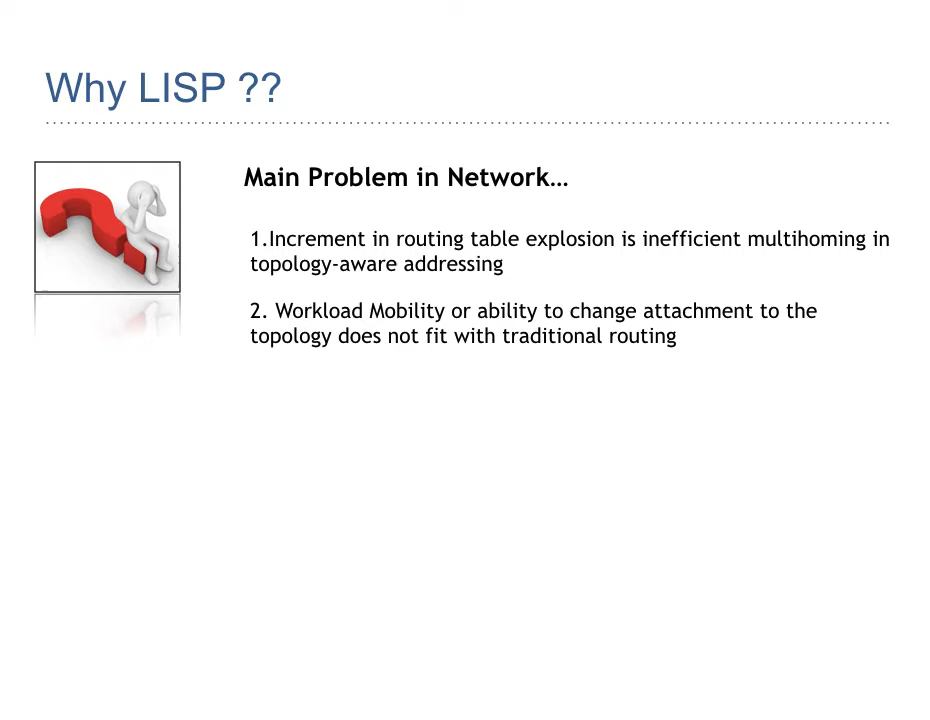 Why LISP ??
Main Problem in Network…
1.Increment in routing table explosion is inefficient multihoming in
topology-aware addressing
2. Workload Mobility or ability to change attachment to the
topology does not fit with traditional routing